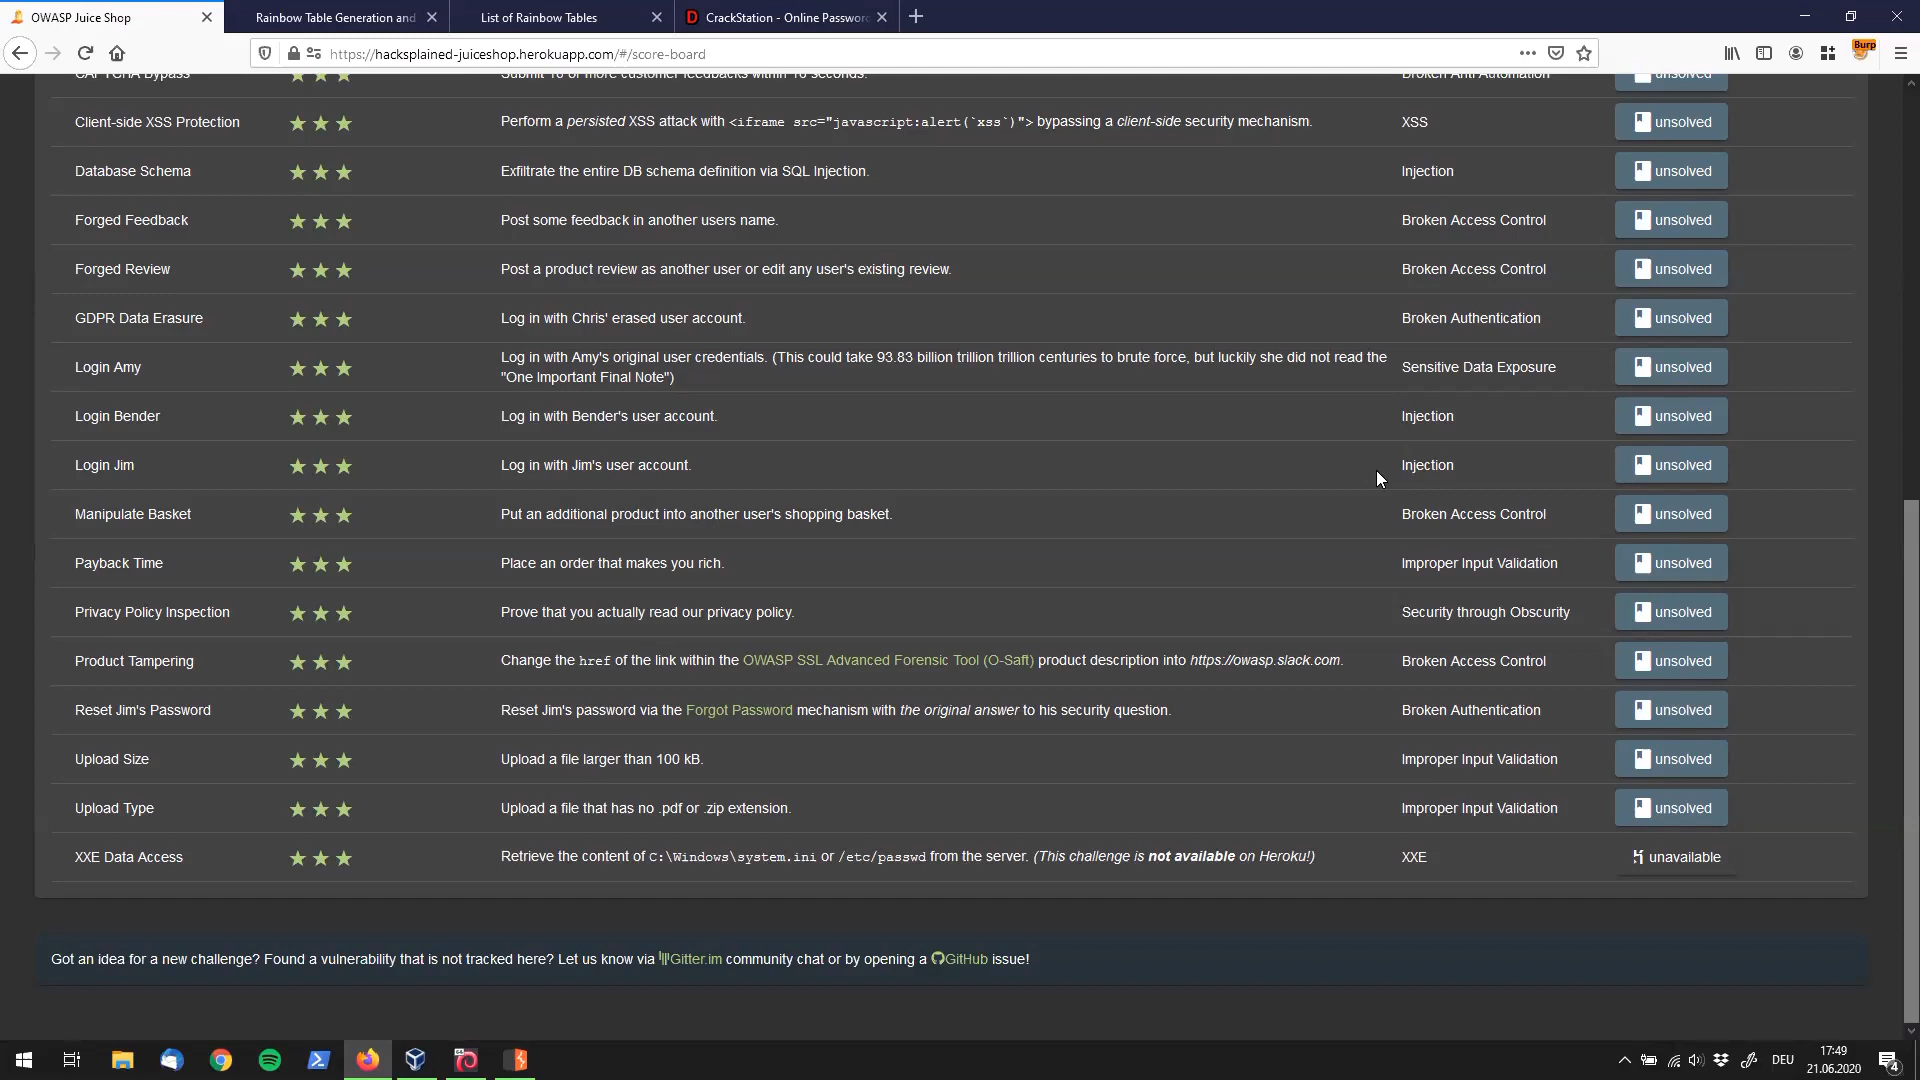 OWASP Juice Shop
Rainbow Table Generation and
List of Rainbow Tables
CrackStation - Online Passwor
https://hacksplained-juiceshop.herokuapp.com/#/score-board
Burp
CAPTCHA Bypass Submit 10 or more customer feedbacks within 10 seconds. Broken Anti Automation unsolved
Client-side XSS Protection Perform a persisted XSS attack with <iframe src="javascript:alert(`xss`)"> bypassing a client-side security mechanism. XSS unsolved
Database Schema Exfiltrate the entire DB schema definition via SQL Injection. Injection unsolved
Forged Feedback Post some feedback in another users name. Broken Access Control unsolved
Forged Review Post a product review as another user or edit any user's existing review. Broken Access Control unsolved
GDPR Data Erasure Log in with Chris' erased user account. Broken Authentication unsolved
Login Amy Log in with Amy's original user credentials. (This could take 93.83 billion trillion trillion centuries to brute force, but luckily she did not read the
"One Important Final Note") Sensitive Data Exposure unsolved
Login Bender Log in with Bender's user account. Injection unsolved
Login Jim Log in with Jim's user account. Injection unsolved
Manipulate Basket Put an additional product into another user's shopping basket. Broken Access Control unsolved
Payback Time Place an order that makes you rich. Improper Input Validation unsolved
Privacy Policy Inspection Prove that you actually read our privacy policy. Security through Obscurity unsolved
Product Tampering Change the href of the link within the OWASP SSL Advanced Forensic Tool (O-Saft) product description into https://owasp.slack.com. Broken Access Control unsolved
Reset Jim's Password Reset Jim's password via the Forgot Password mechanism with the original answer to his security question. Broken Authentication unsolved
Upload Size Upload a file larger than 100 kB. Improper Input Validation unsolved
Upload Type Upload a file that has no .pdf or .zip extension. Improper Input Validation unsolved
XXE Data Access Retrieve the content of C:\Windows\system.ini or /etc/passwd from the server. (This challenge is not available on Heroku!) XXE unavailable
Got an idea for a new challenge? Found a vulnerability that is not tracked here? Let us know via Gitter.im community chat or by opening a GitHub issue!
DEU
17:49
21.06.2020
4